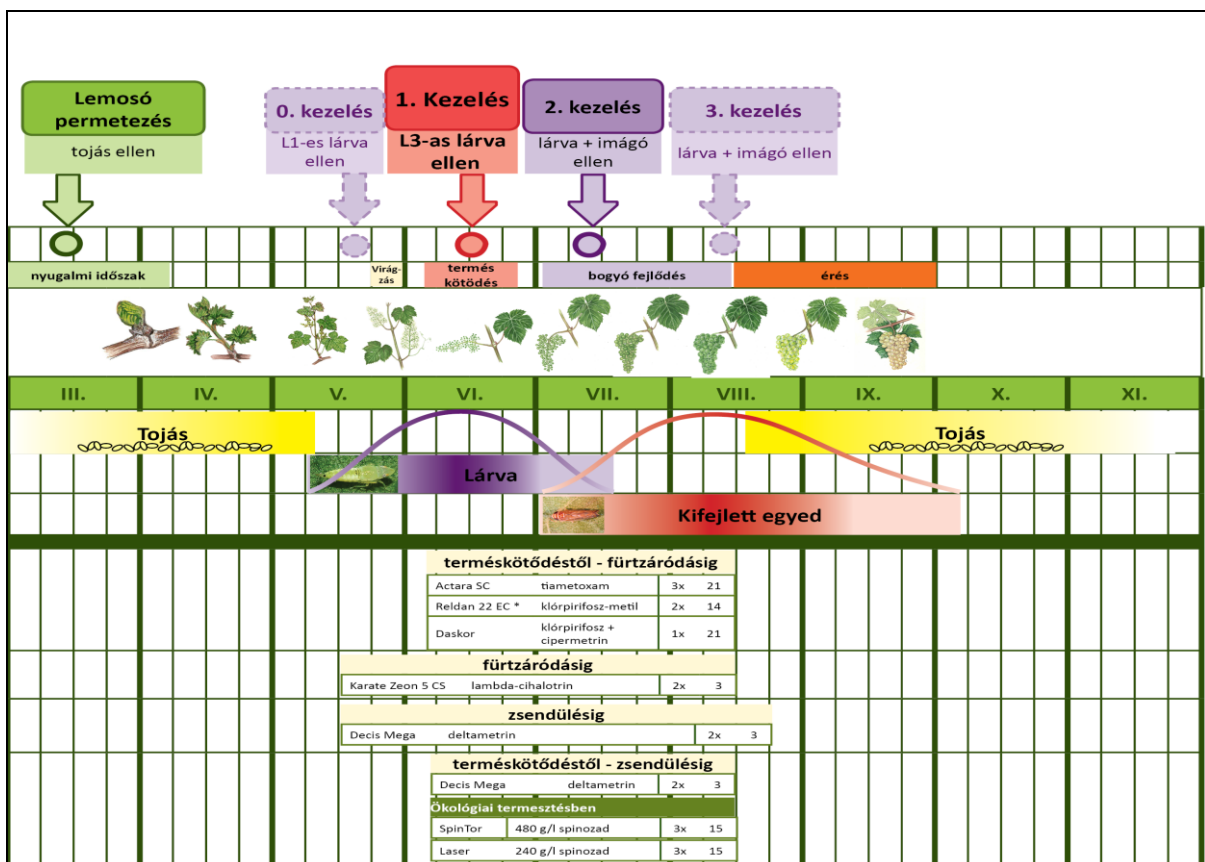 Lemosó
permetezés
tojás ellen
0. kezelés
L1-es lárva
ellen
1. Kezelés
L3-as lárva
ellen
2. kezelés
lárva + imágó
ellen
3. kezelés
lárva + imágó ellen
nyugalmi időszak
Virág-
zás
termés
kötödés
bogyó fejlődés
érés
III. IV. V. VI. VII. VIII. IX. X. XI.
Tojás
Tojás
Lárva
Kifejlett egyed
terméskötődéstől - fürtzáródásig
Actara SC tiametoxam 3x 21
Reldan 22 EC * klórpirifosz-metil 2x 14
Daskor klórpirifosz +
cipermetrin 1x 21
fürtzáródásig
Karate Zeon 5 CS lambda-cihalotrin 2x 3
zsendülésig
Decis Mega deltametrin 2x 3
terméskötődéstől - zsendülésig
Decis Mega deltametrin 2x 3
Ökológiai termesztésben
SpinTor 480 g/l spinozad 3x 15
Laser 240 g/l spinozad 3x 15